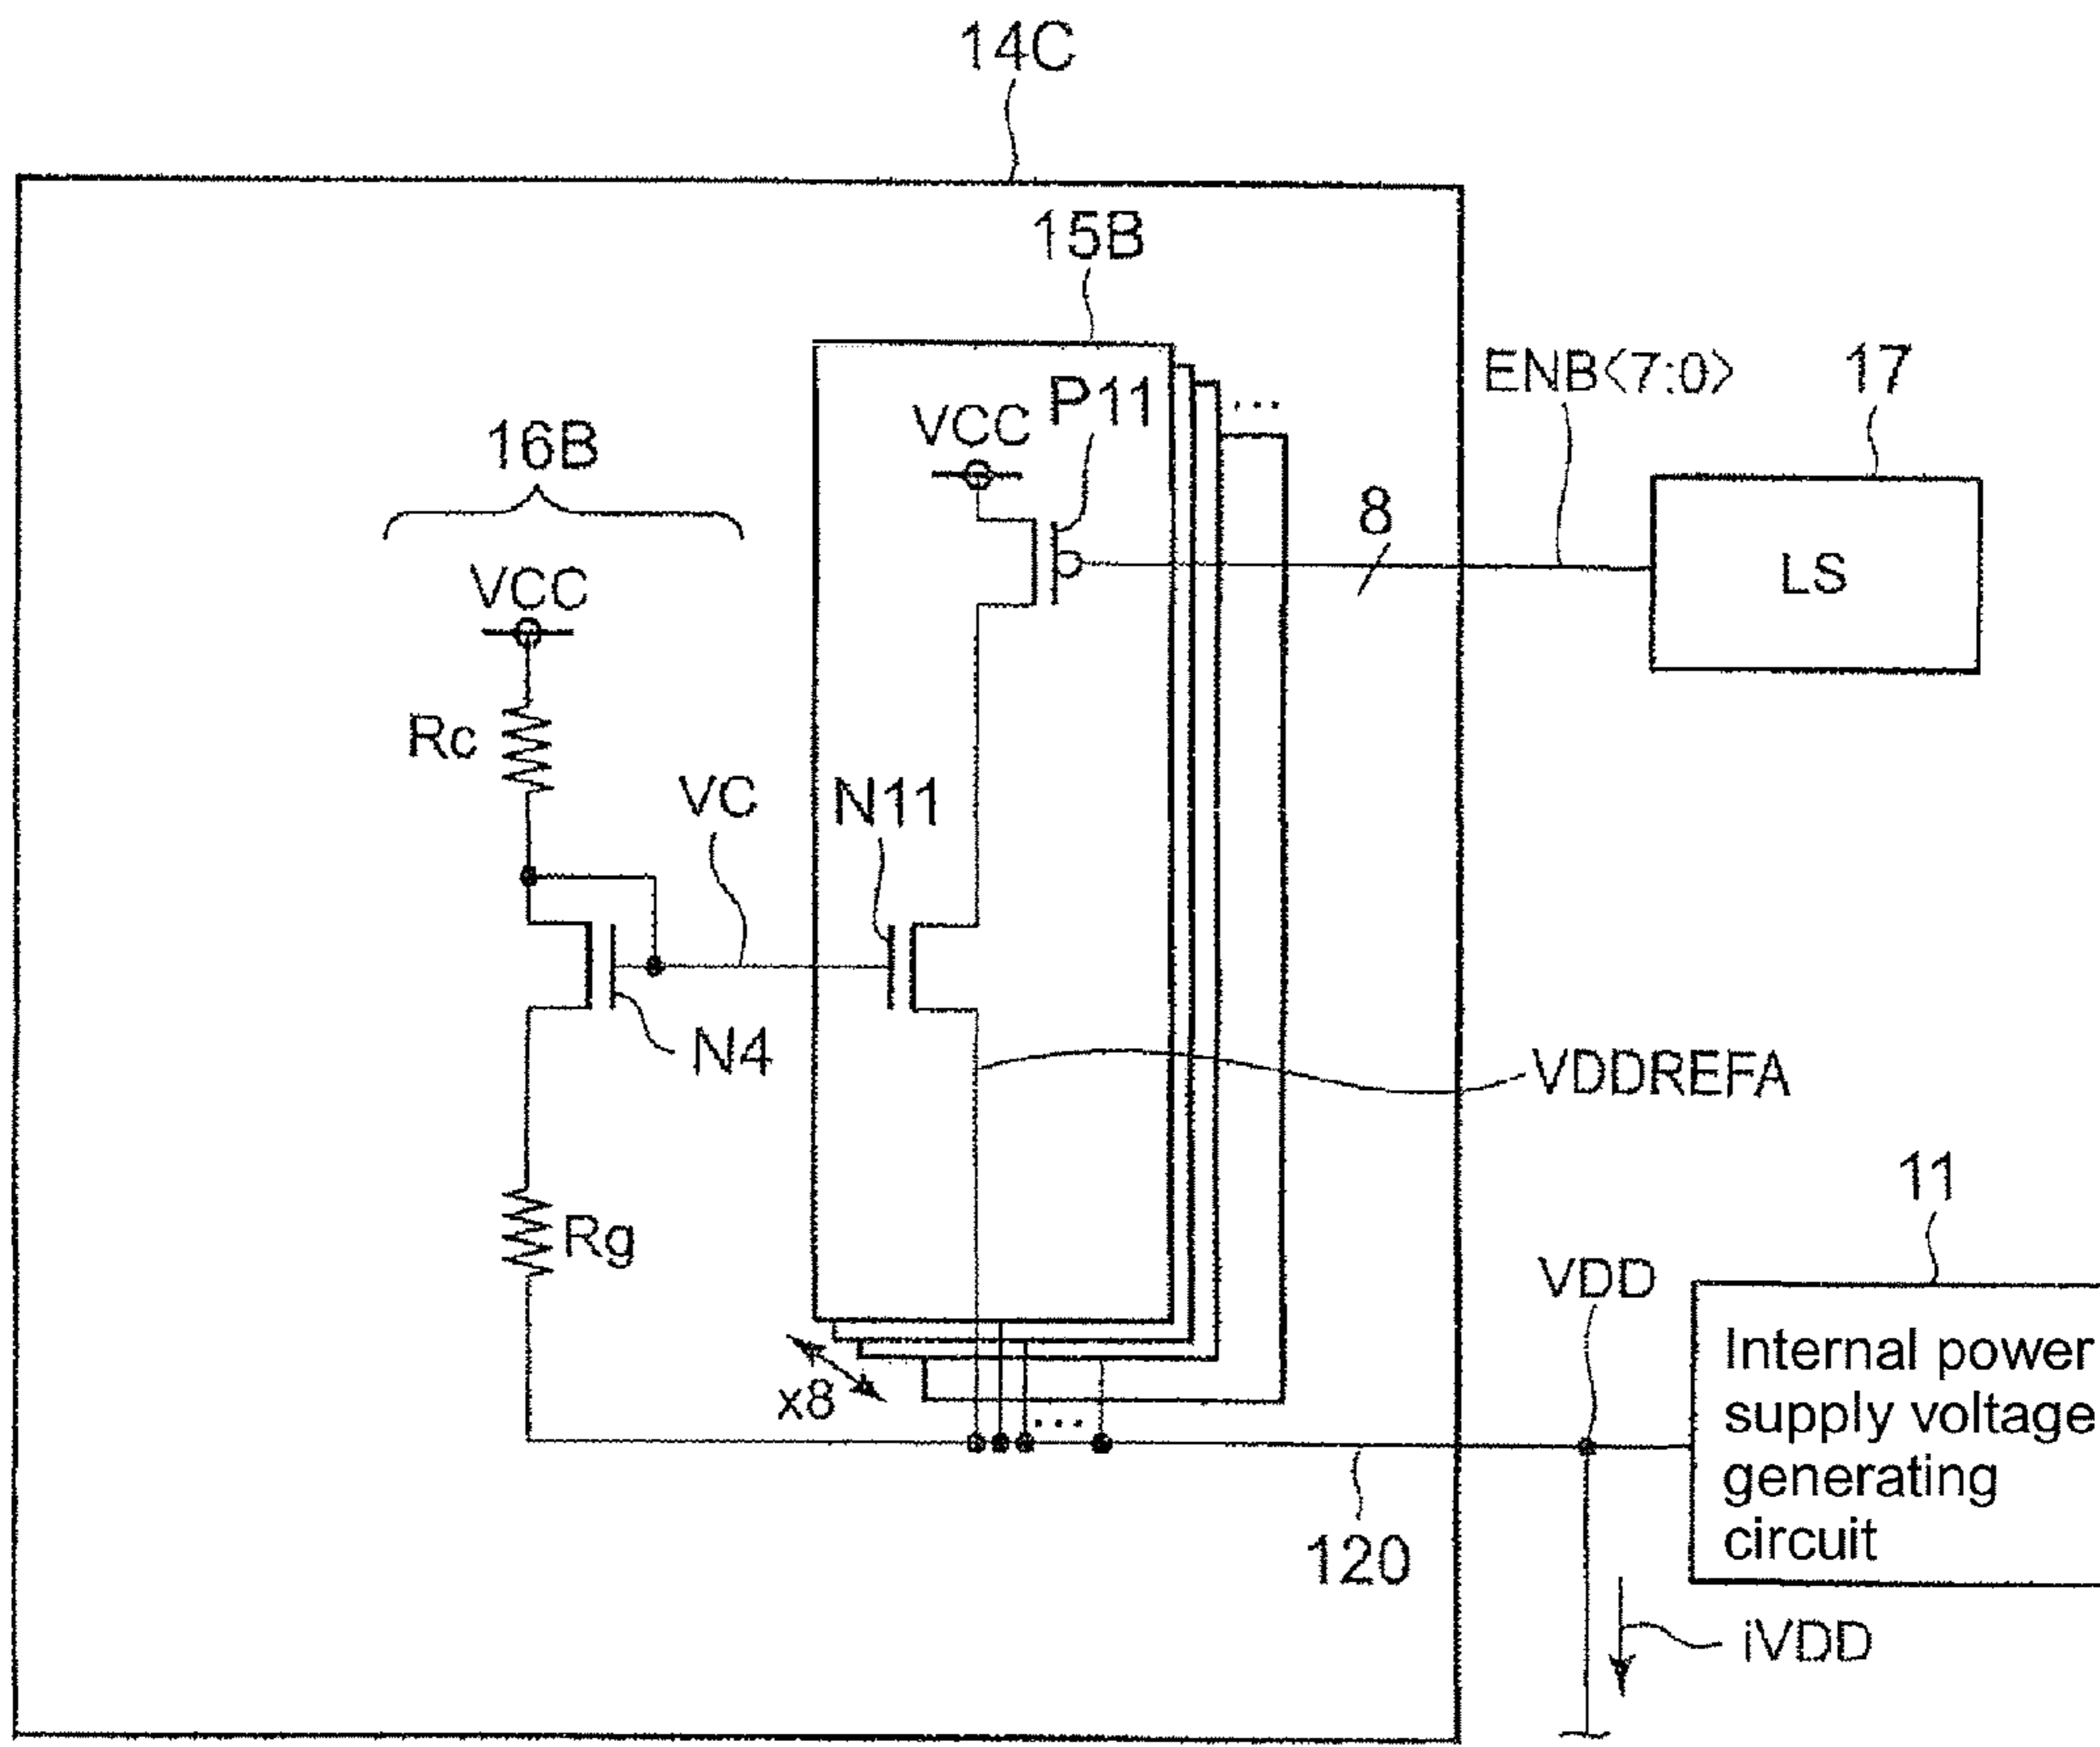 14C
15B
ENB<7:0>
17
P11
VCC
...
16B
8
LS
VCC
Rc
VC
N11
N4
VDDREFA
11
Rg
VDD
Internal power
supply voltage
generating
circuit
x8
...
120
iVDD